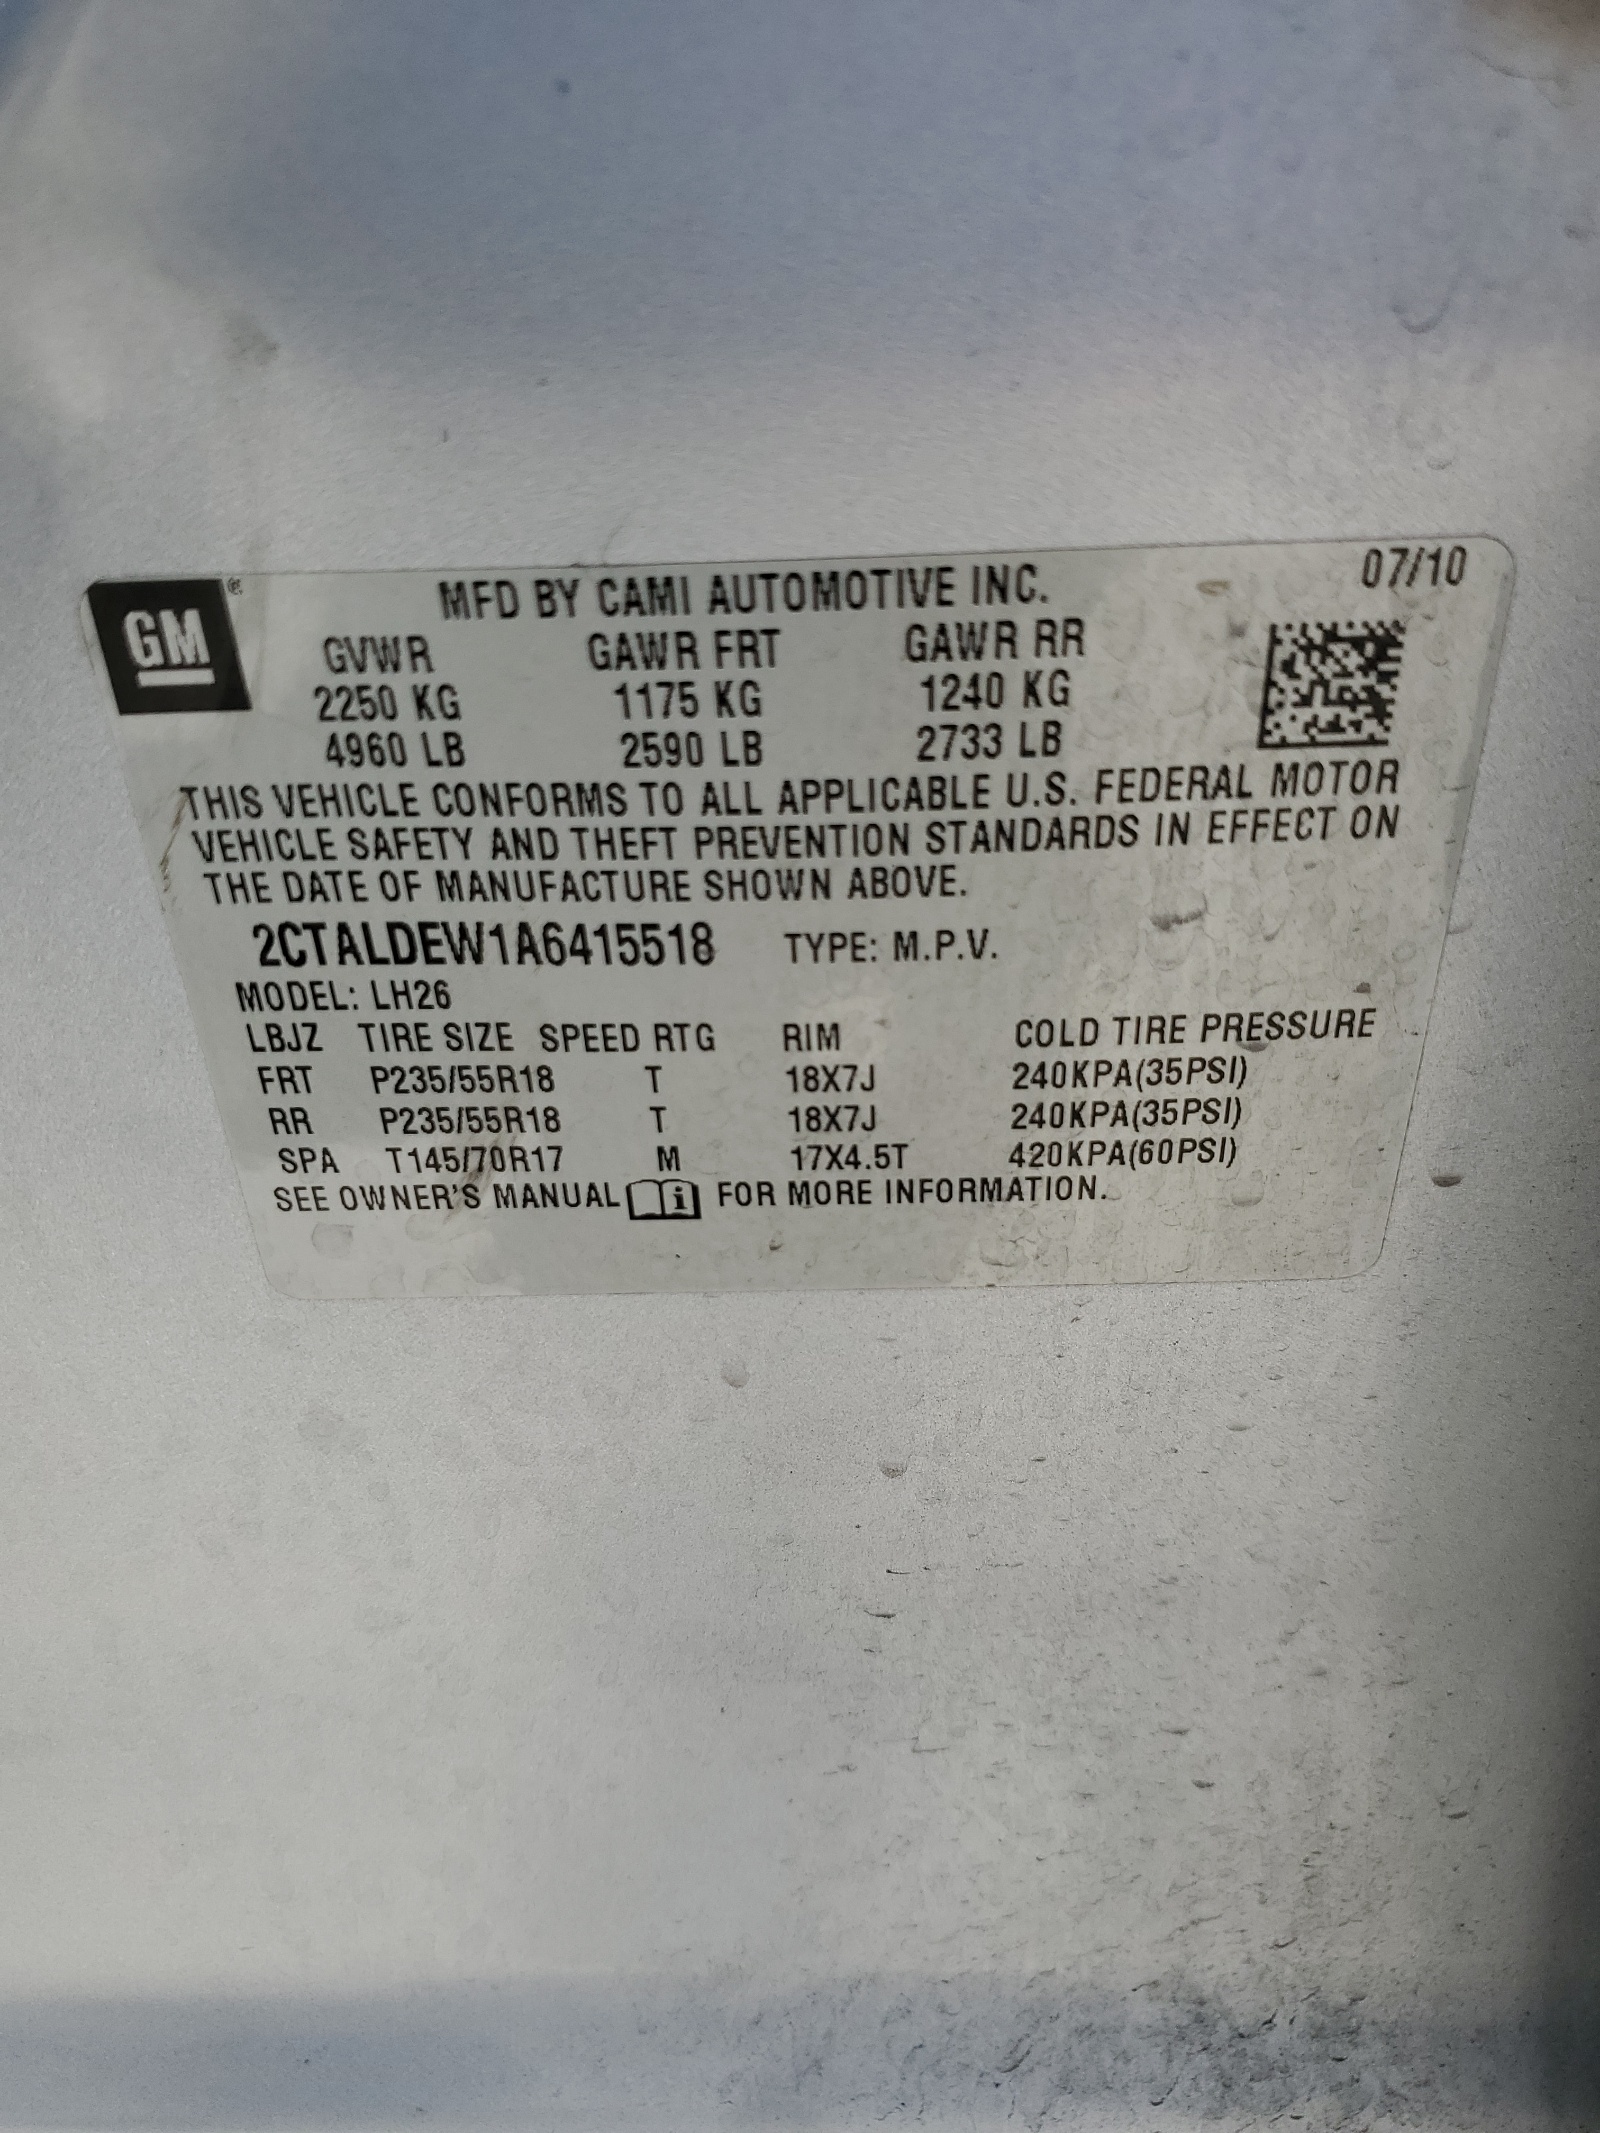 GM® MFD BY CAMI AUTOMOTIVE INC. 07/10
GVWR GAWR FRT GAWR RR
2250 KG 1175 KG 1240 KG
4960 LB 2590 LB 2733 LB
THIS VEHICLE CONFORMS TO ALL APPLICABLE U.S. FEDERAL MOTOR
VEHICLE SAFETY AND THEFT PREVENTION STANDARDS IN EFFECT ON
THE DATE OF MANUFACTURE SHOWN ABOVE.
2CTALDEW1A6415518 TYPE: M.P.V.
MODEL: LH26
LBJZ TIRE SIZE SPEED RTG RIM COLD TIRE PRESSURE
FRT P235/55R18 T 18X7J 240KPA(35PSI)
RR P235/55R18 T 18X7J 240KPA(35PSI)
SPA T145/70R17 M 17X4.5T 420KPA(60PSI)
SEE OWNER'S MANUAL i FOR MORE INFORMATION.